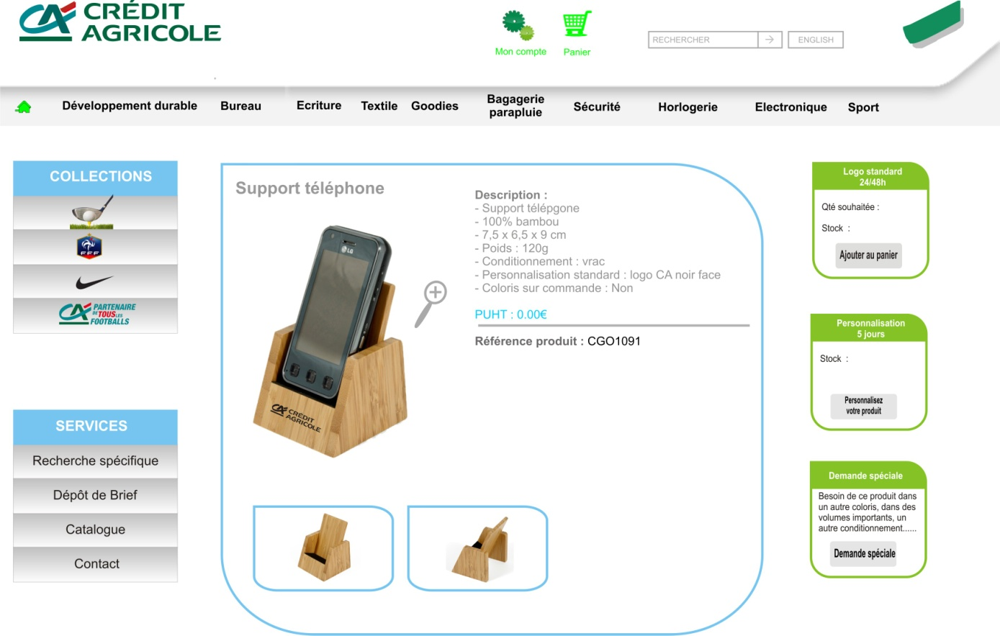 CRÉDIT
AGRICOLE
Mon compte
Panier
RECHERCHER
ENGLISH
Développement durable
Bureau
Ecriture
Textile
Goodies
Bagagerie
parapluie
Sécurité
Horlogerie
Electronique
Sport
COLLECTIONS
FFF
PARTENAIRE
DE TOUS LES
FOOTBALLS
SERVICES
Recherche spécifique
Dépôt de Brief
Catalogue
Contact
Support téléphone
LG
CRÉDIT
AGRICOLE
Description :
- Support télépgone
- 100% bambou
- 7,5 x 6,5 x 9 cm
- Poids : 120g
- Conditionnement : vrac
- Personnalisation standard : logo CA noir face
- Coloris sur commande : Non
PUHT : 0.00€
Référence produit : CGO1091
Logo standard
24/48h
Qté souhaitée :
Stock :
Ajouter au panier
Personnalisation
5 jours
Stock :
Personnalisez
votre produit
Demande spéciale
Besoin de ce produit dans
un autre coloris, dans des
volumes importants, un
autre conditionnement......
Demande spéciale